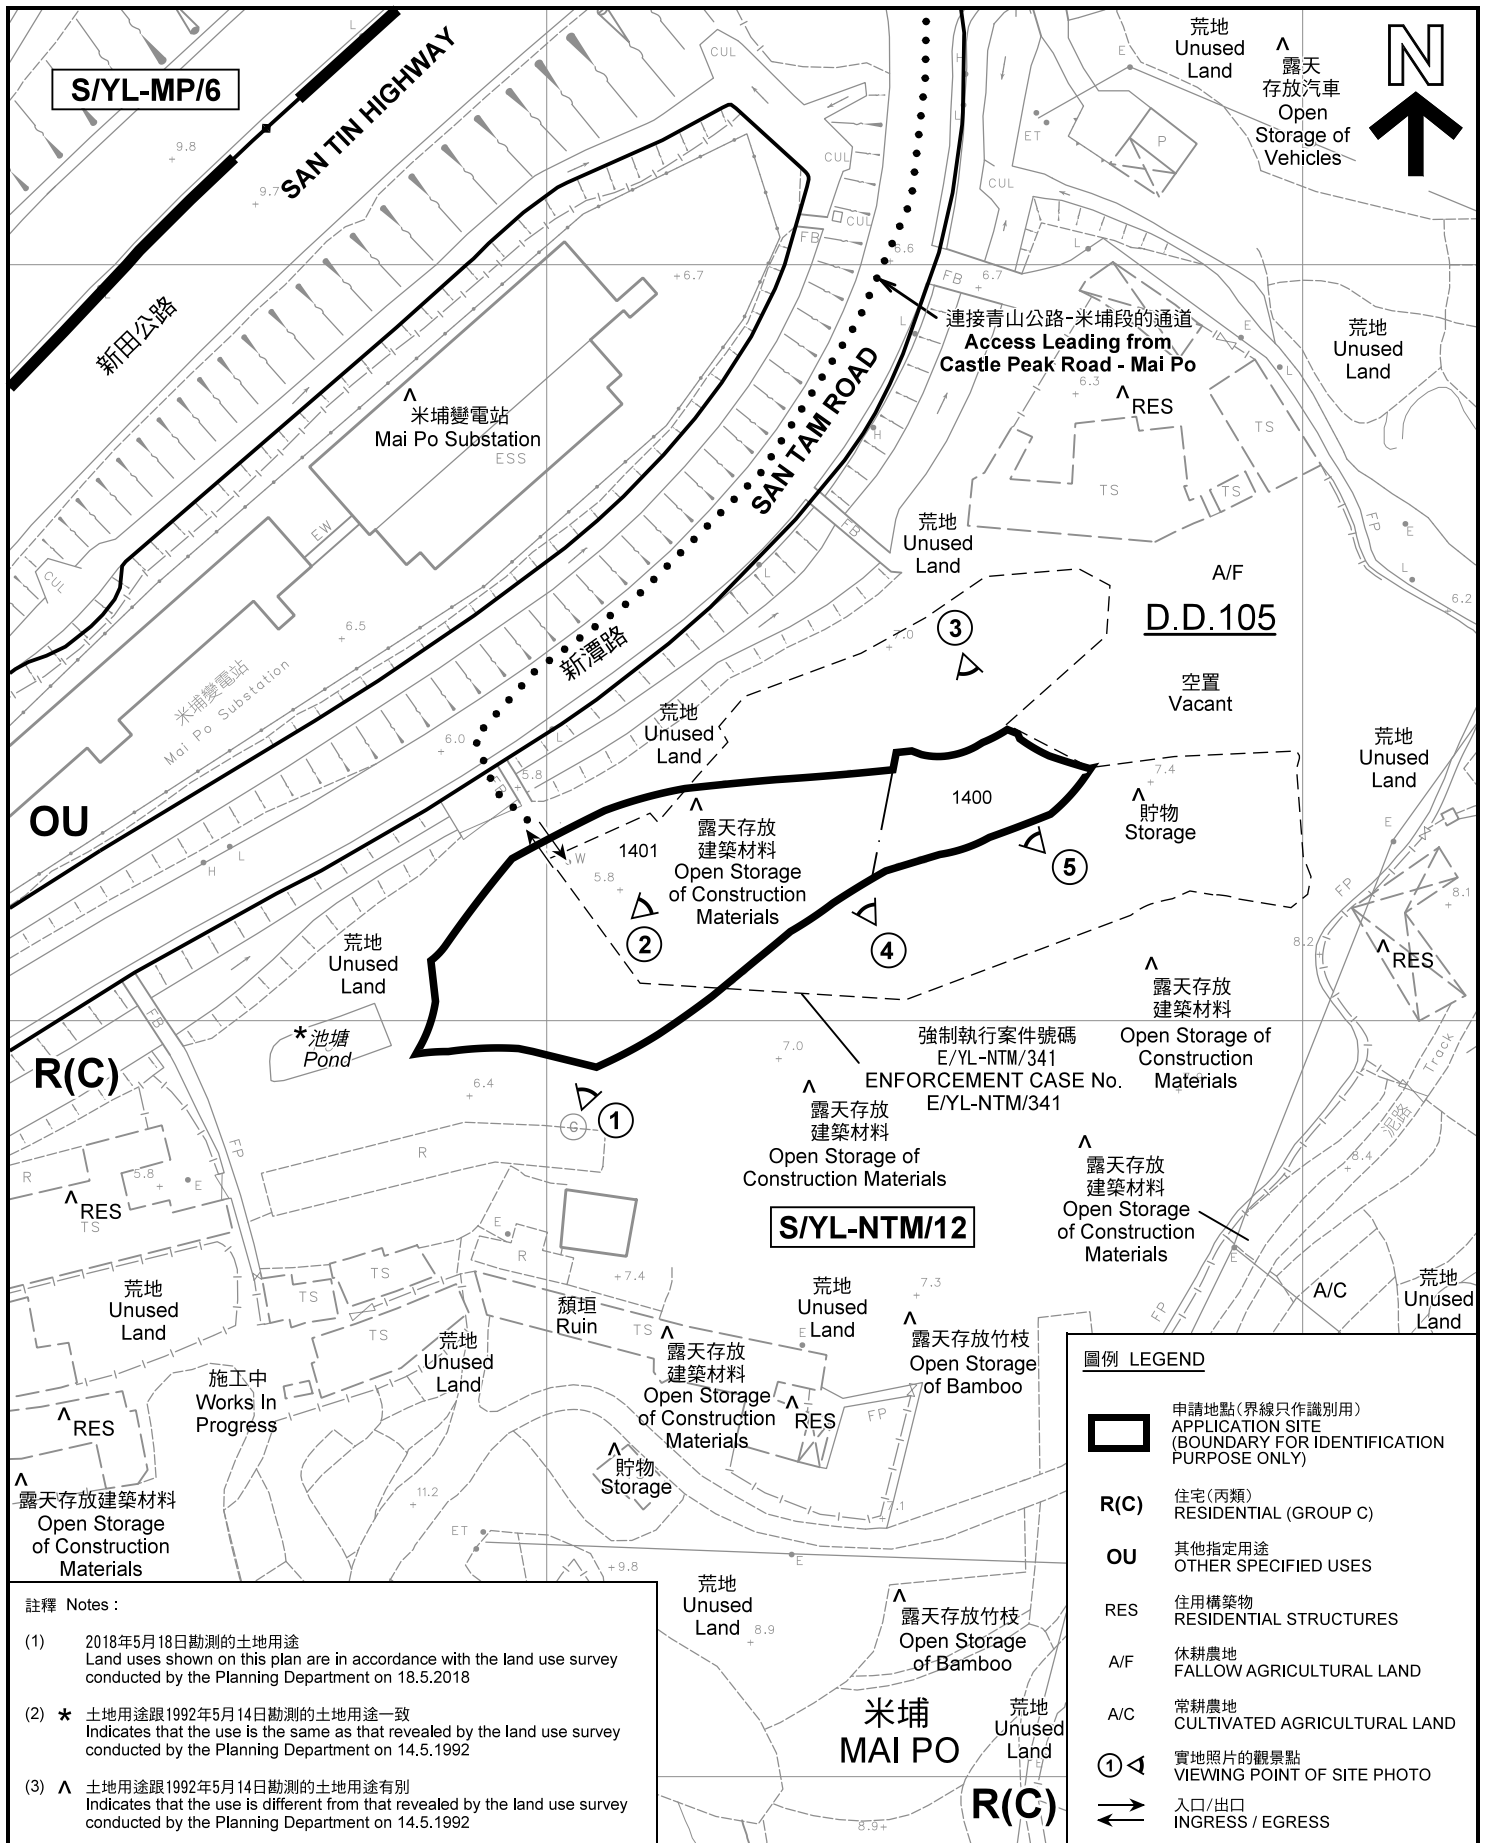 S/YL-MP/6
SAN TIN HIGHWAY
新田公路
9.8
9.7
L
CUL
CUL
CUL
CUL
FB
荒地
Unused
Land
露天
存放汽車
Open
Storage of
Vehicles
^
N
E
ET
P
H
L
6.6
6.7
6.7
FB
L
連接青山公路-米埔段的通道
Access Leading from
Castle Peak Road - Mai Po
6.3
^ RES
E
L
荒地
Unused
Land
^
米埔變電站
Mai Po Substation
ESS
EW
SAN TAM ROAD
新潭路
H
FB
L
TS
TS
TS
FP
E
L
6.2
荒地
Unused
Land
A/F
D.D.105
CUL
6.5
米埔變電站
Mai Po Substation
6.0
7.0
3
空置
Vacant
荒地
Unused
Land
荒地
Unused
Land
OU
5.8
FB
L
1400
7.4
^
貯物
Storage
E
1401
5.8
W
^
露天存放
建築材料
Open Storage
of Construction
Materials
5
FP
8.1
H
L
2
4
8.2
^ RES
荒地
Unused
Land
^
露天存放
建築材料
Open Storage of
Construction
Materials
FB
* 池塘
Pond
強制執行案件號碼
E/YL-NTM/341
ENFORCEMENT CASE No.
E/YL-NTM/341
R(C)
7.0
6.4
1
G
^
露天存放
建築材料
Open Storage of
Construction Materials
Track
泥路
FP
R
R
5.8
E
^ RES
TS
^
露天存放
建築材料
Open Storage
of Construction
Materials
8.4
E
S/YL-NTM/12
E
R
TS
TS
TS
7.4
7.3
荒地
Unused
Land
頹垣
Ruin
TS
荒地
Unused
Land
E
A/C
FP
荒地
Unused
Land
荒地
Unused
Land
^
露天存放
建築材料
Open Storage
of Construction
Materials
^
露天存放竹枝
Open Storage
of Bamboo
施工中
Works In
Progress
^ RES
^ RES
FP
^
貯物
Storage
^
露天存放建築材料
Open Storage
of Construction
Materials
11.2
ET
7.1
9.8
E
荒地
Unused
Land
8.9
^
露天存放竹枝
Open Storage
of Bamboo
米埔
MAI PO
荒地
Unused
Land
R(C)
8.9
註釋 Notes :
(1) 2018年5月18日勘測的土地用途
Land uses shown on this plan are in accordance with the land use survey
conducted by the Planning Department on 18.5.2018
(2) * 土地用途跟1992年5月14日勘測的土地用途一致
Indicates that the use is the same as that revealed by the land use survey
conducted by the Planning Department on 14.5.1992
(3) ^ 土地用途跟1992年5月14日勘測的土地用途有別
Indicates that the use is different from that revealed by the land use survey
conducted by the Planning Department on 14.5.1992
圖例 LEGEND
申請地點(界線只作識別用)
APPLICATION SITE
(BOUNDARY FOR IDENTIFICATION
PURPOSE ONLY)
R(C) 住宅(丙類)
RESIDENTIAL (GROUP C)
OU 其他指定用途
OTHER SPECIFIED USES
RES 住用構築物
RESIDENTIAL STRUCTURES
A/F 休耕農地
FALLOW AGRICULTURAL LAND
A/C 常耕農地
CULTIVATED AGRICULTURAL LAND
1 實地照片的觀景點
VIEWING POINT OF SITE PHOTO
入口/出口
INGRESS / EGRESS